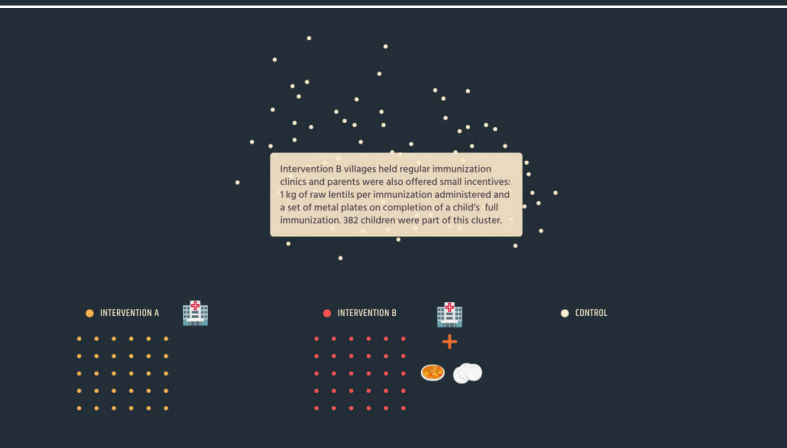 Intervention B villages held regular immunization
clinics and parents were also offered small incentives:
1 kg of raw lentils per immunization administered and
a set of metal plates on completion of a child's full
immunization. 382 children were part of this cluster.
INTERVENTION A
INTERVENTION B
CONTROL